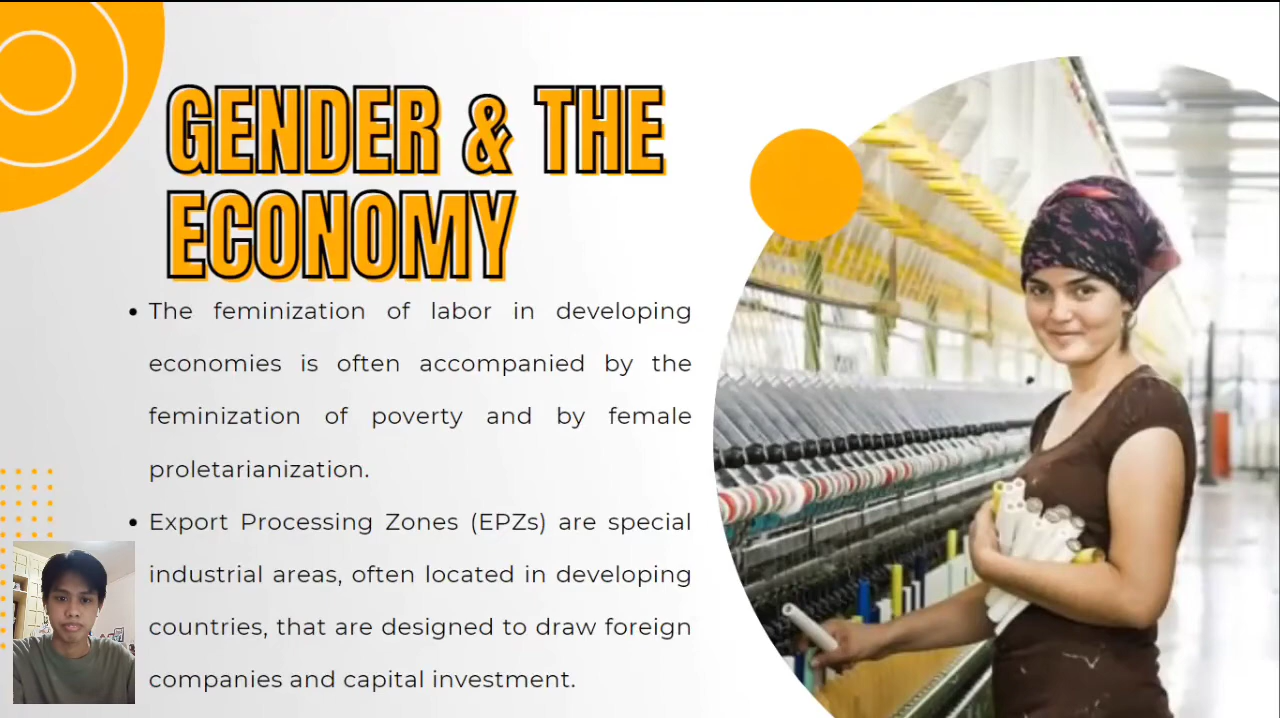 GENDER & THE
ECONOMY
• The feminization of labor in developing
economies is often accompanied by the
feminization of poverty and by female
proletarianization.
• Export Processing Zones (EPZs) are special
industrial areas, often located in developing
countries, that are designed to draw foreign
companies and capital investment.